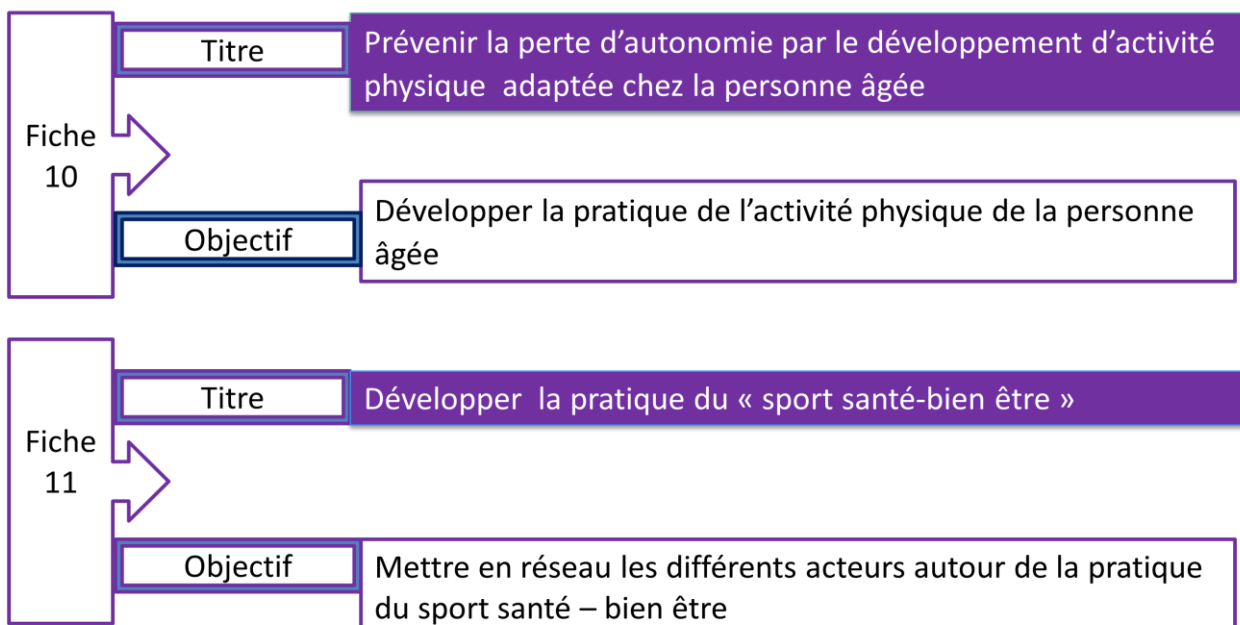 Fiche
10
Titre
Prévenir la perte d’autonomie par le développement d’activité
physique  adaptée chez la personne âgée
Objectif
Développer la pratique de l’activité physique de la personne
âgée
Fiche
11
Titre
Développer  la pratique du « sport santé-bien être »
Objectif
Mettre en réseau les différents acteurs autour de la pratique
du sport santé – bien être